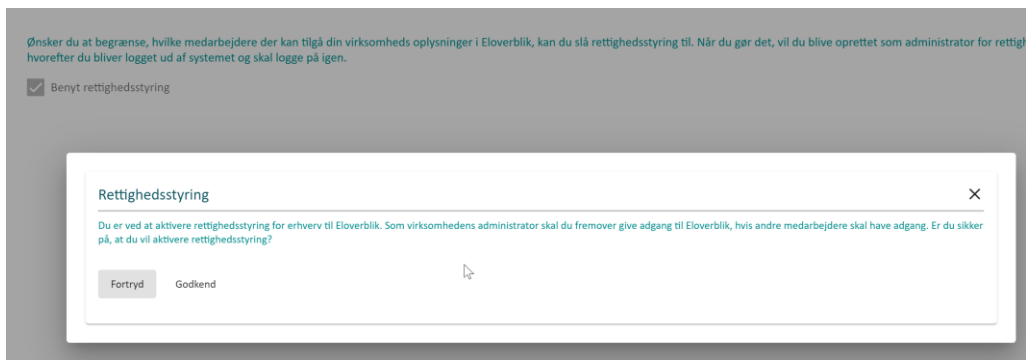 Ønsker du at begrænse, hvilke medarbejdere der kan tilgå din virksomheds oplysninger i Eloverblik, kan du slå rettighedsstyring til. Når du gør det, vil du blive oprettet som administrator for rettigh
hvorefter du bliver logget ud af systemet og skal logge på igen.
Benyt rettighedsstyring
Rettighedsstyring
Du er ved at aktivere rettighedsstyring for erhverv til Eloverblik. Som virksomhedens administrator skal du fremover give adgang til Eloverblik, hvis andre medarbejdere skal have adgang. Er du sikker
på, at du vil aktivere rettighedsstyring?
Fortryd Godkend